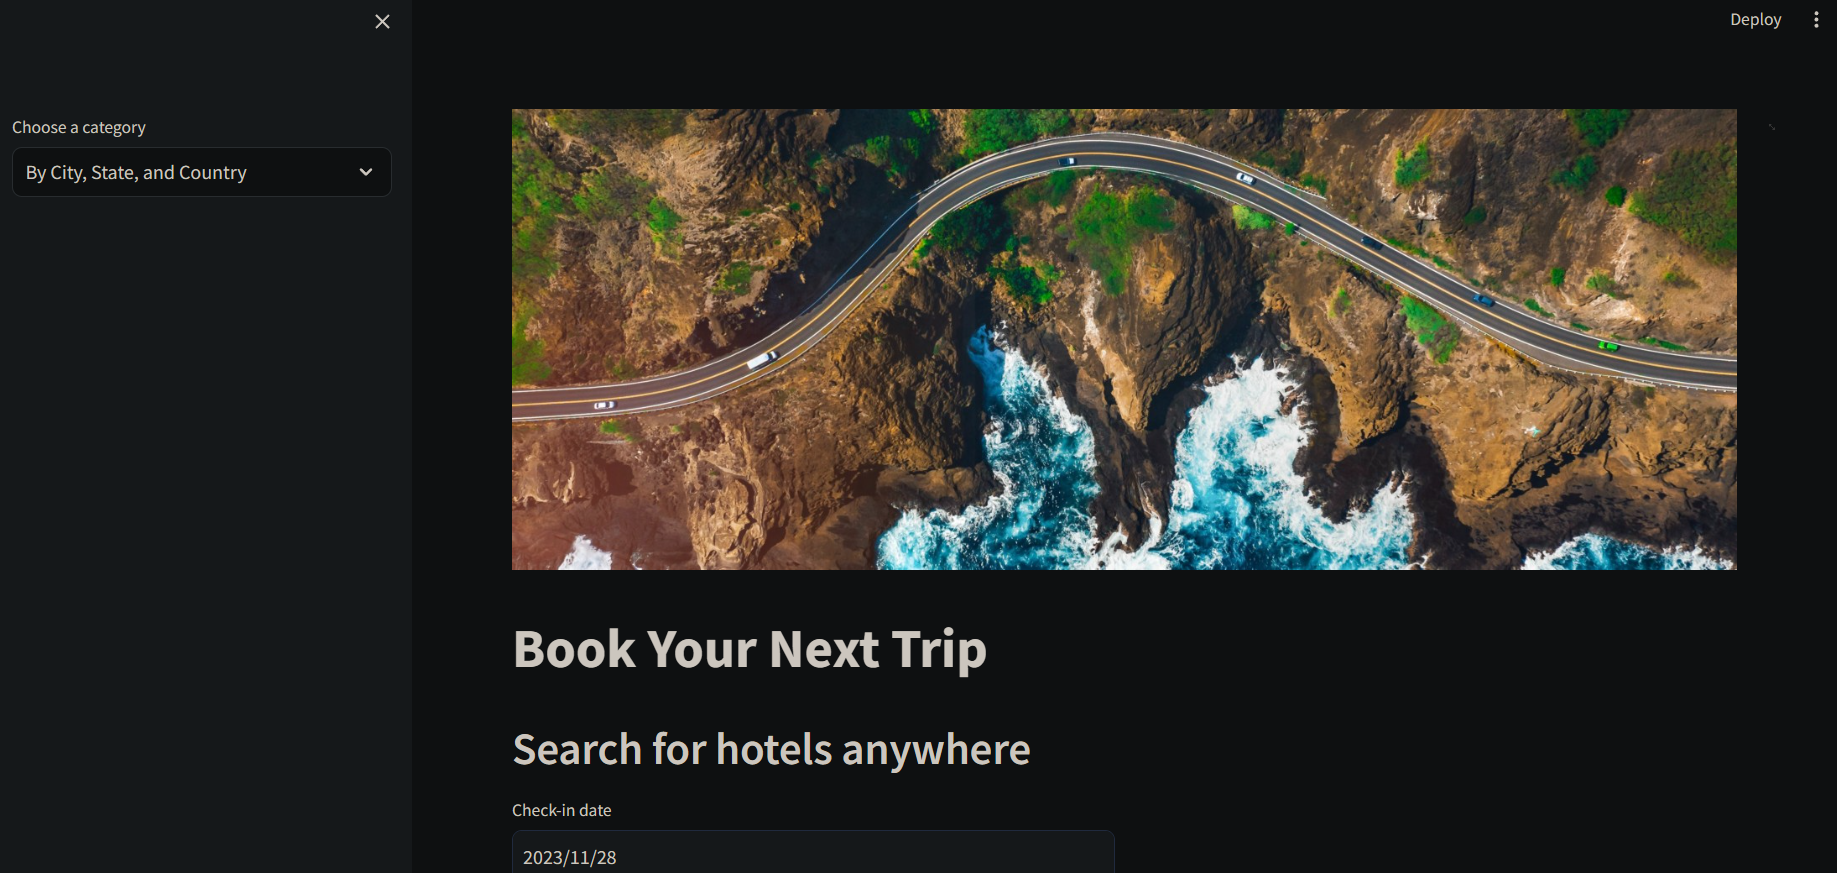 Deploy
Choose a category
By City, State, and Country
Book Your Next Trip
Search for hotels anywhere
Check-in date
2023/11/28